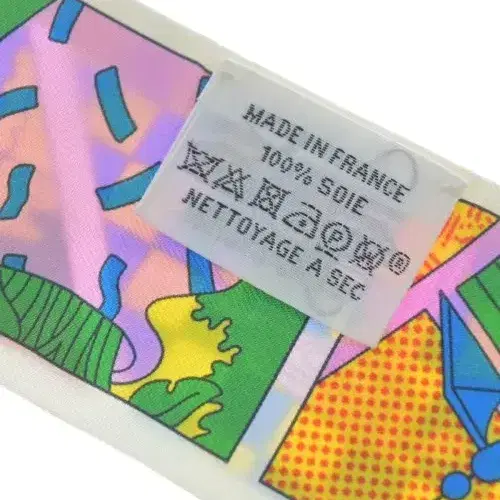 MADE IN FRANCE
100% SOIE
P W ®
NETTOYAGE A SEC